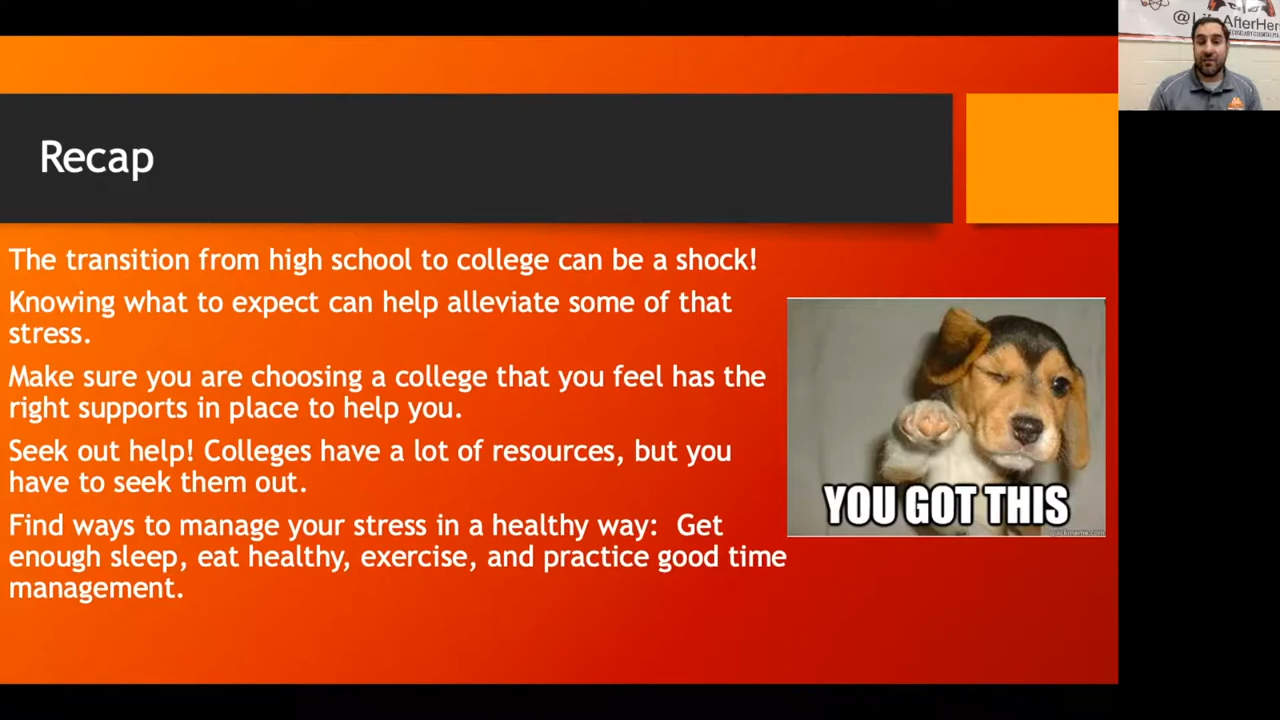 @LifeAfterHers
Recap
The transition from high school to college can be a shock!
Knowing what to expect can help alleviate some of that
stress.
Make sure you are choosing a college that you feel has the
right supports in place to help you.
Seek out help! Colleges have a lot of resources, but you
have to seek them out.
Find ways to manage your stress in a healthy way:  Get
enough sleep, eat healthy, exercise, and practice good time
management.
YOU GOT THIS
quickmeme.com